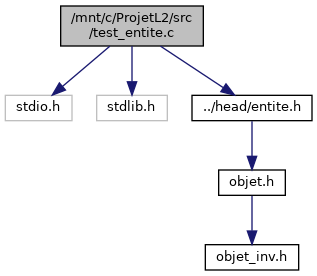 /mnt/c/ProjetL2/src
/test_entite.c
stdio.h
stdlib.h
../head/entite.h
objet.h
objet_inv.h